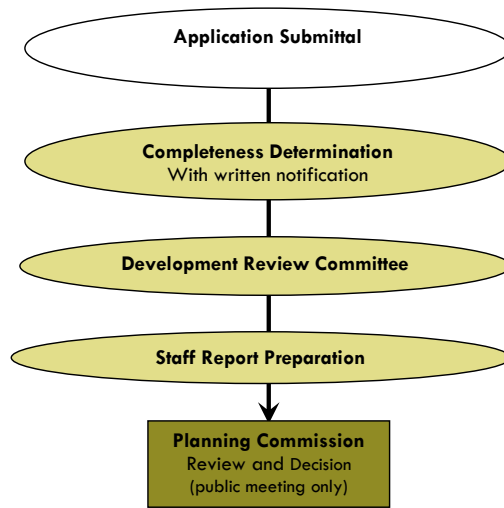 Application Submittal
Completeness Determination
With written notification
Development Review Committee
Staff Report Preparation
Planning Commission
Review and Decision
(public meeting only)